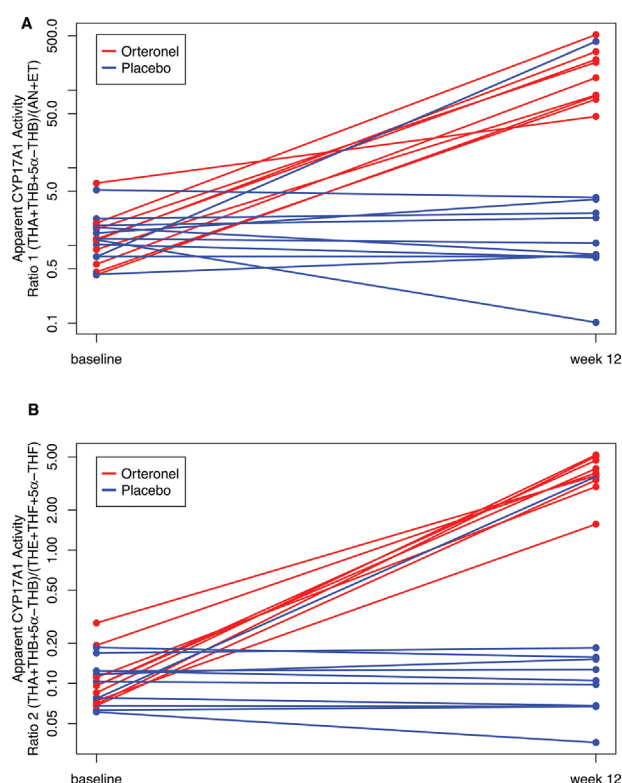 A
Apparent CYP17A1 Activity
Ratio 1 (THA+THB+5α−THB)/(AN+ET)
500.0
50.0
5.0
0.5
0.1
Orteronel
Placebo
baseline
week 12
B
Apparent CYP17A1 Activity
Ratio 2 (THA+THB+5α−THB)/(THE+THF+5α−THF)
5.00
2.00
1.00
0.50
0.20
0.10
0.05
Orteronel
Placebo
baseline
week 12